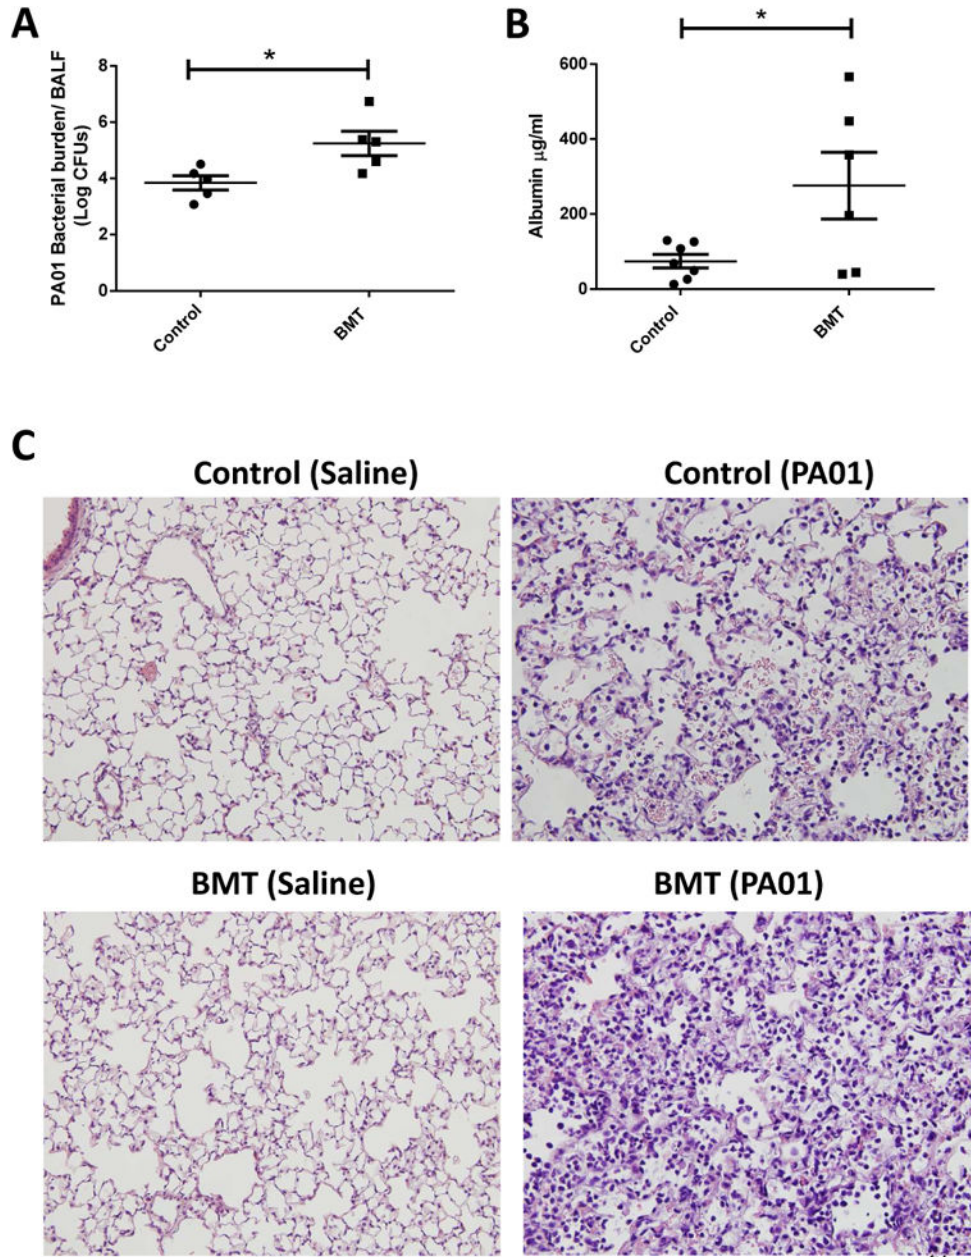 A
PA01 Bacterial burden/ BALF
(Log CFUs)
8
6
4
2
0
*
Control
BMT
B
Albumin µg/ml
600
400
200
0
*
Control
BMT
C
Control (Saline)
Control (PA01)
BMT (Saline)
BMT (PA01)